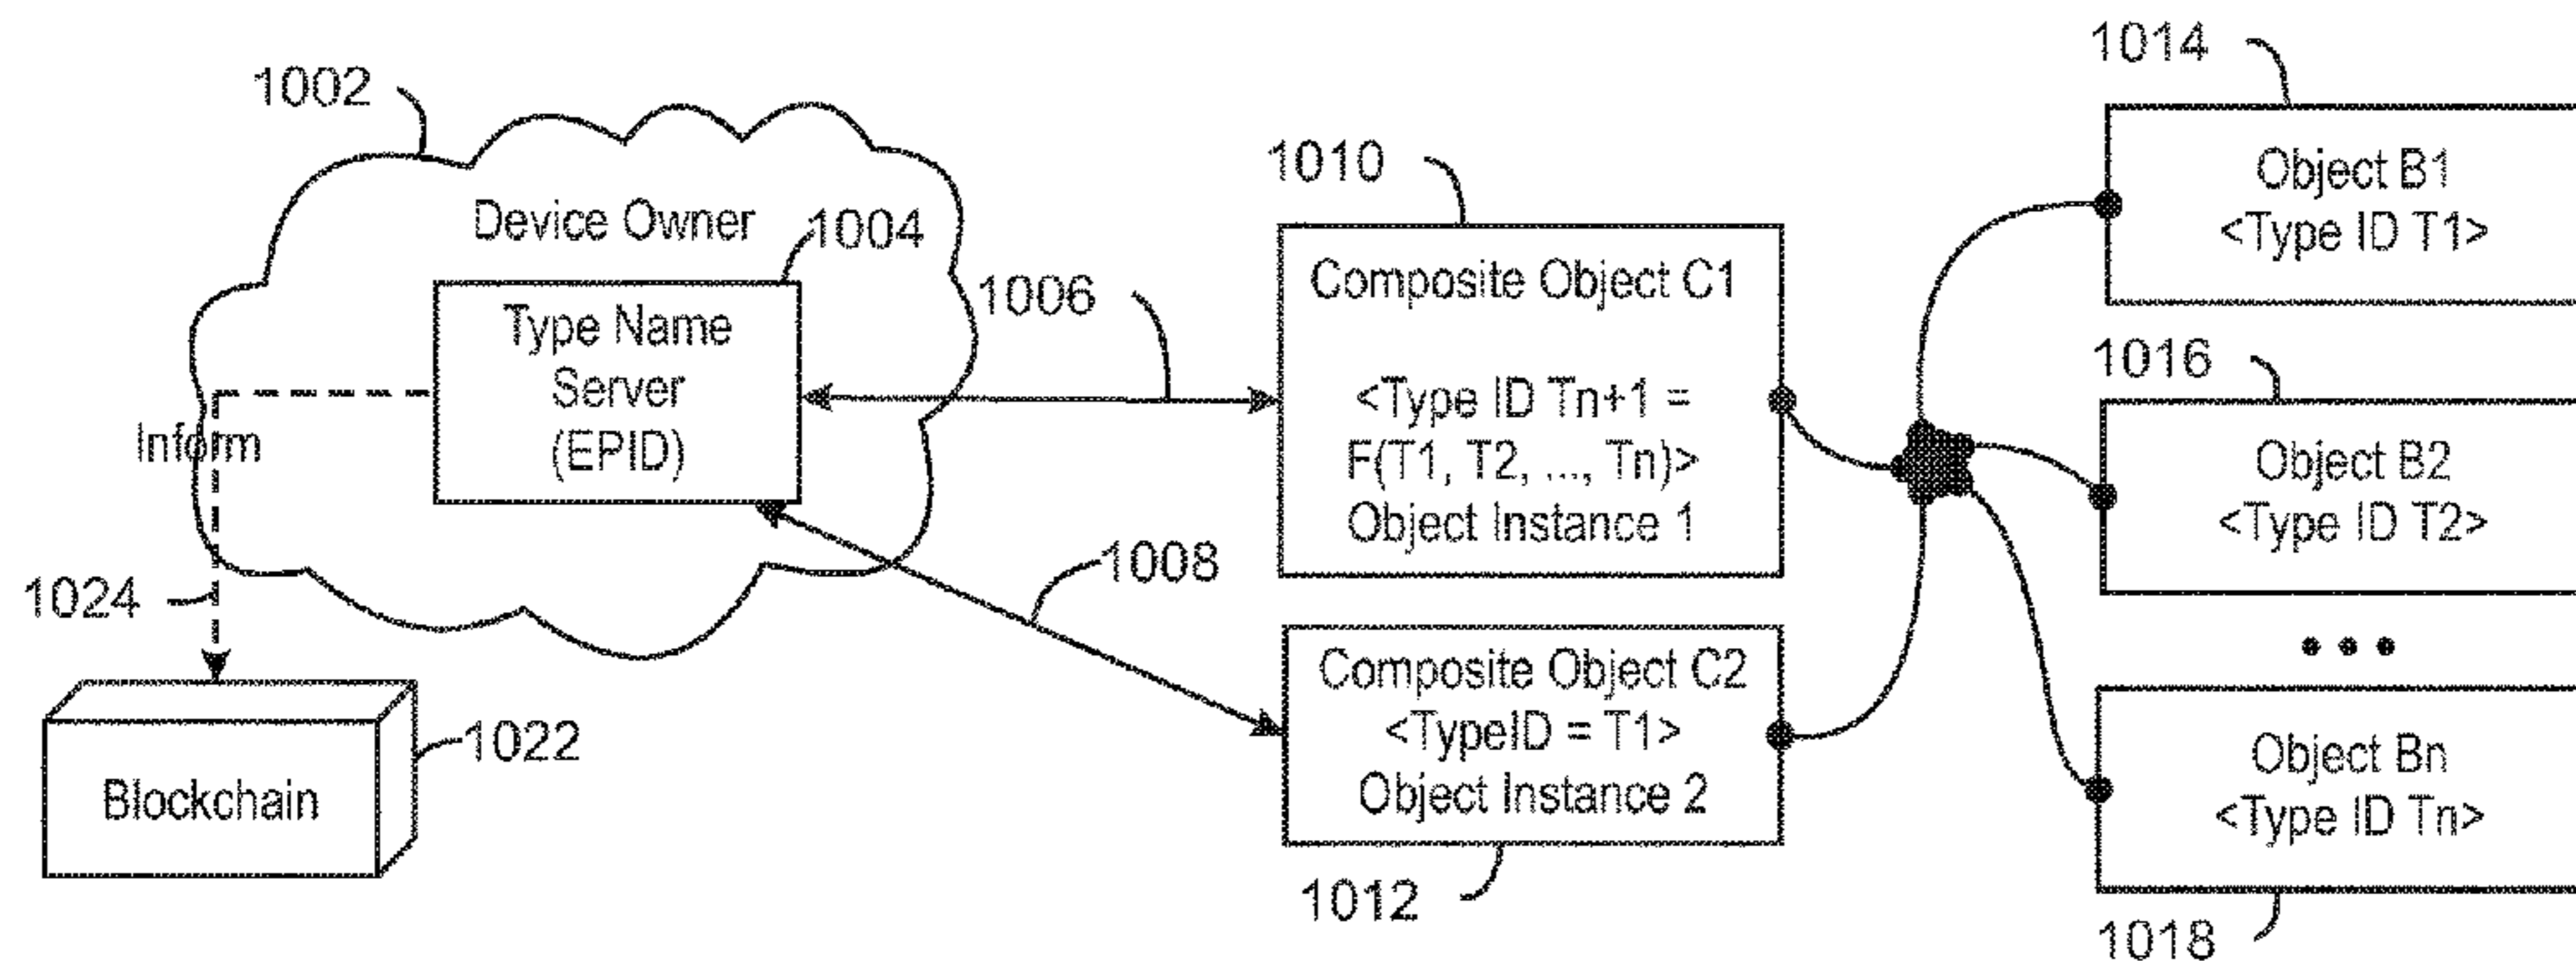 1002
Device Owner
1004
Type Name
Server
(EPID)
Inform
1024
Blockchain
1022
1006
1008
1010
Composite Object C1
<Type ID Tn+1 =
F(T1, T2, ..., Tn)>
Object Instance 1
Composite Object C2
<TypeID = T1>
Object Instance 2
1012
1014
Object B1
<Type ID T1>
1016
Object B2
<Type ID T2>
•••
Object Bn
<Type ID Tn>
1018